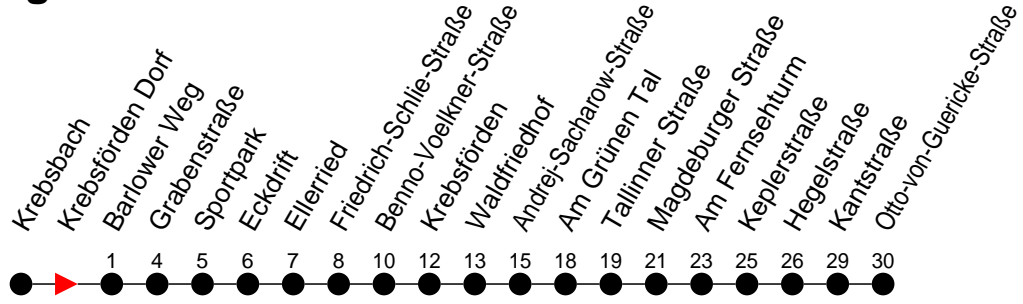 Krebsbach
Krebsförden Dorf
Barlower Weg
Grabenstraße
Sportpark
Eckdrift
Ellerried
Friedrich-Schlie-Straße
Benno-Voelkner-Straße
Krebsförden
Waldfriedhof
Andrej-Sacharow-Straße
Am Grünen Tal
Tallinner Straße
Magdeburger Straße
Am Fernsehturm
Keplerstraße
Hegelstraße
Kantstraße
Otto-von-Guericke-Straße
1 4 5 6 7 8 10 12 13 15 18 19 21 23 25 26 29 30